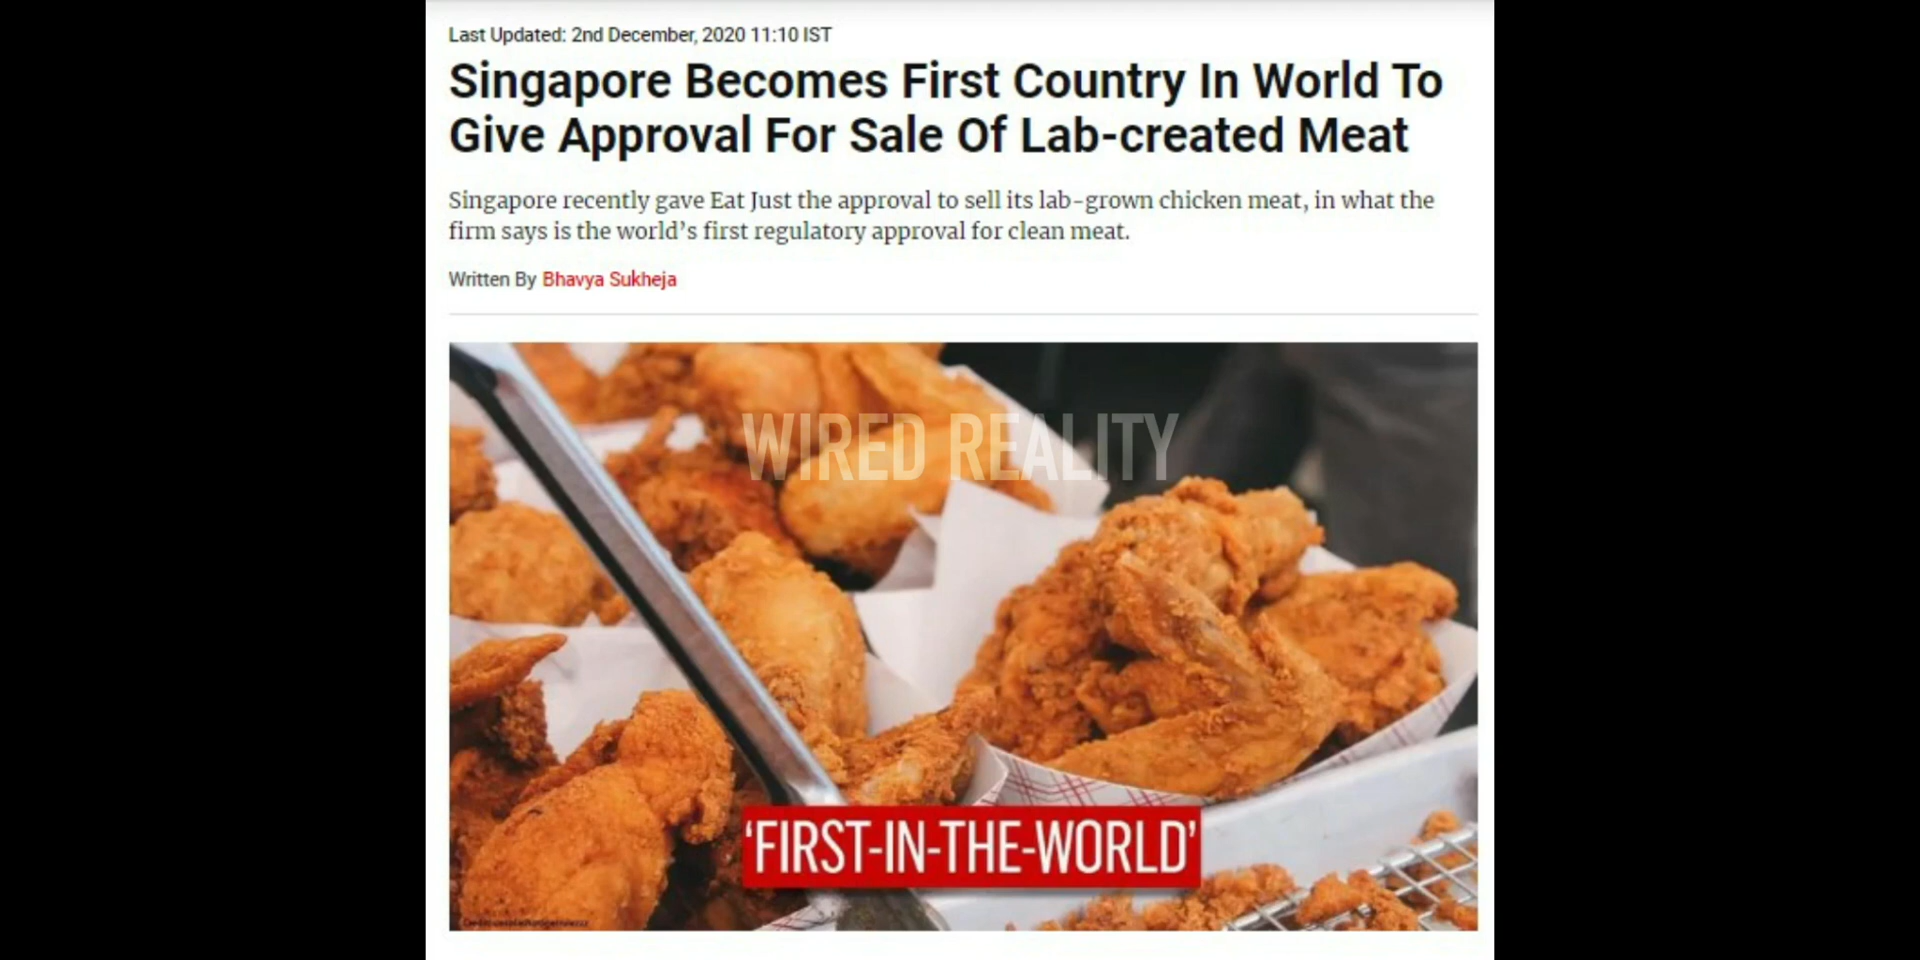 Last Updated: 2nd December, 2020 11:10 IST
Singapore Becomes First Country In World To
Give Approval For Sale Of Lab-created Meat
Singapore recently gave Eat Just the approval to sell its lab-grown chicken meat, in what the
firm says is the world’s first regulatory approval for clean meat.
Written By Bhavya Sukheja
WIRED REALITY
‘FIRST-IN-THE-WORLD’